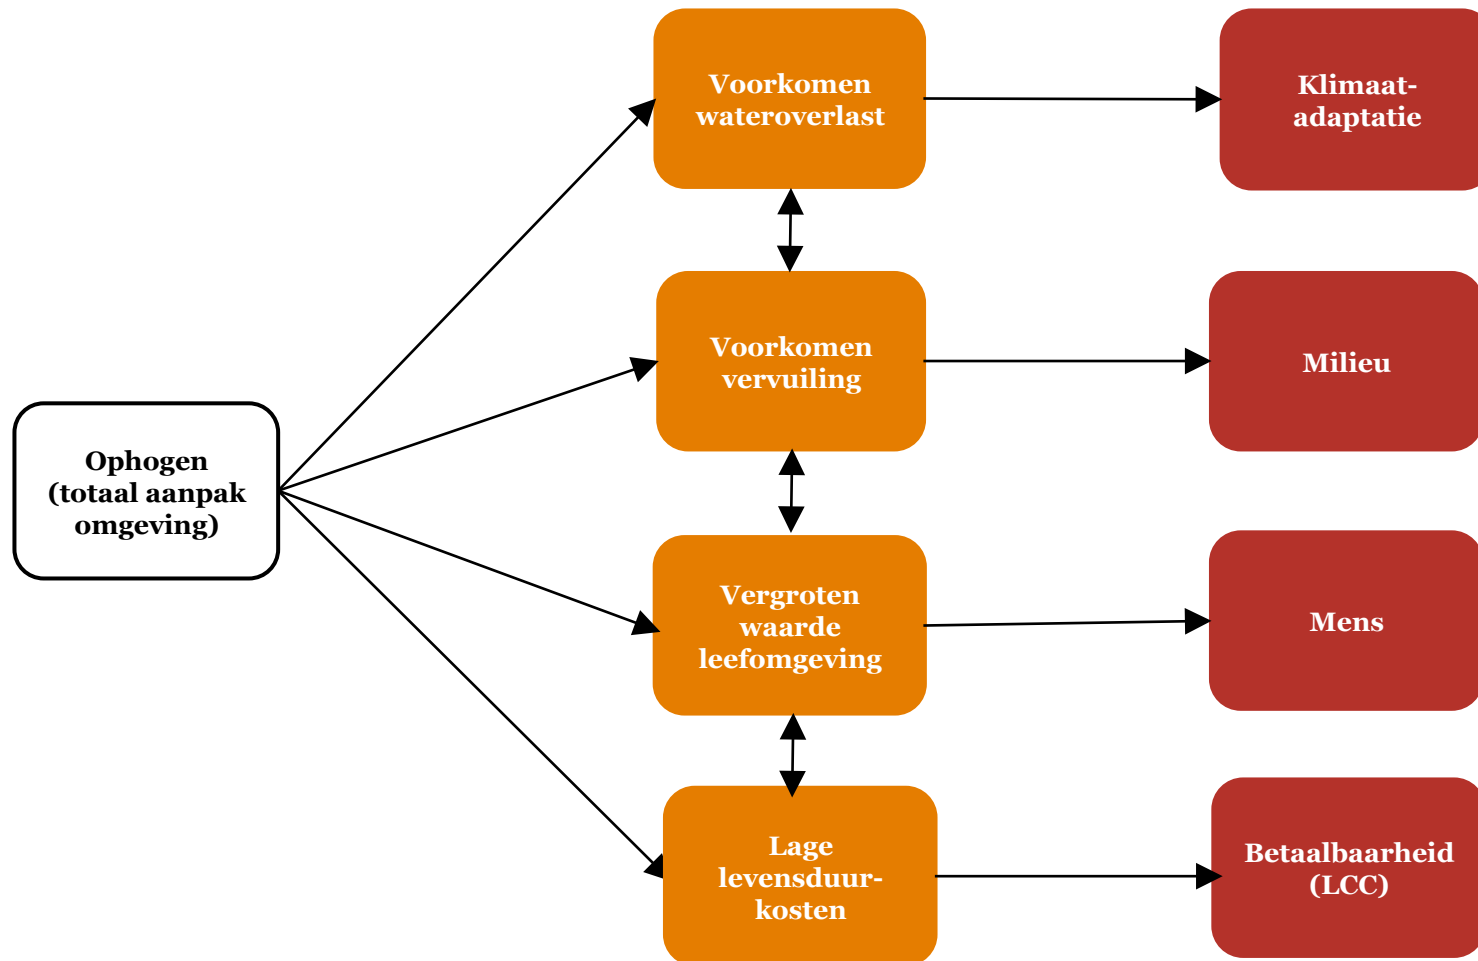 Voorkomen
wateroverlast
Klimaat-
adaptatie
Voorkomen
vervuiling
Milieu
Ophogen
(totaal aanpak
omgeving)
Vergroten
waarde
leefomgeving
Mens
Lage
levensduur-
kosten
Betaalbaarheid
(LCC)